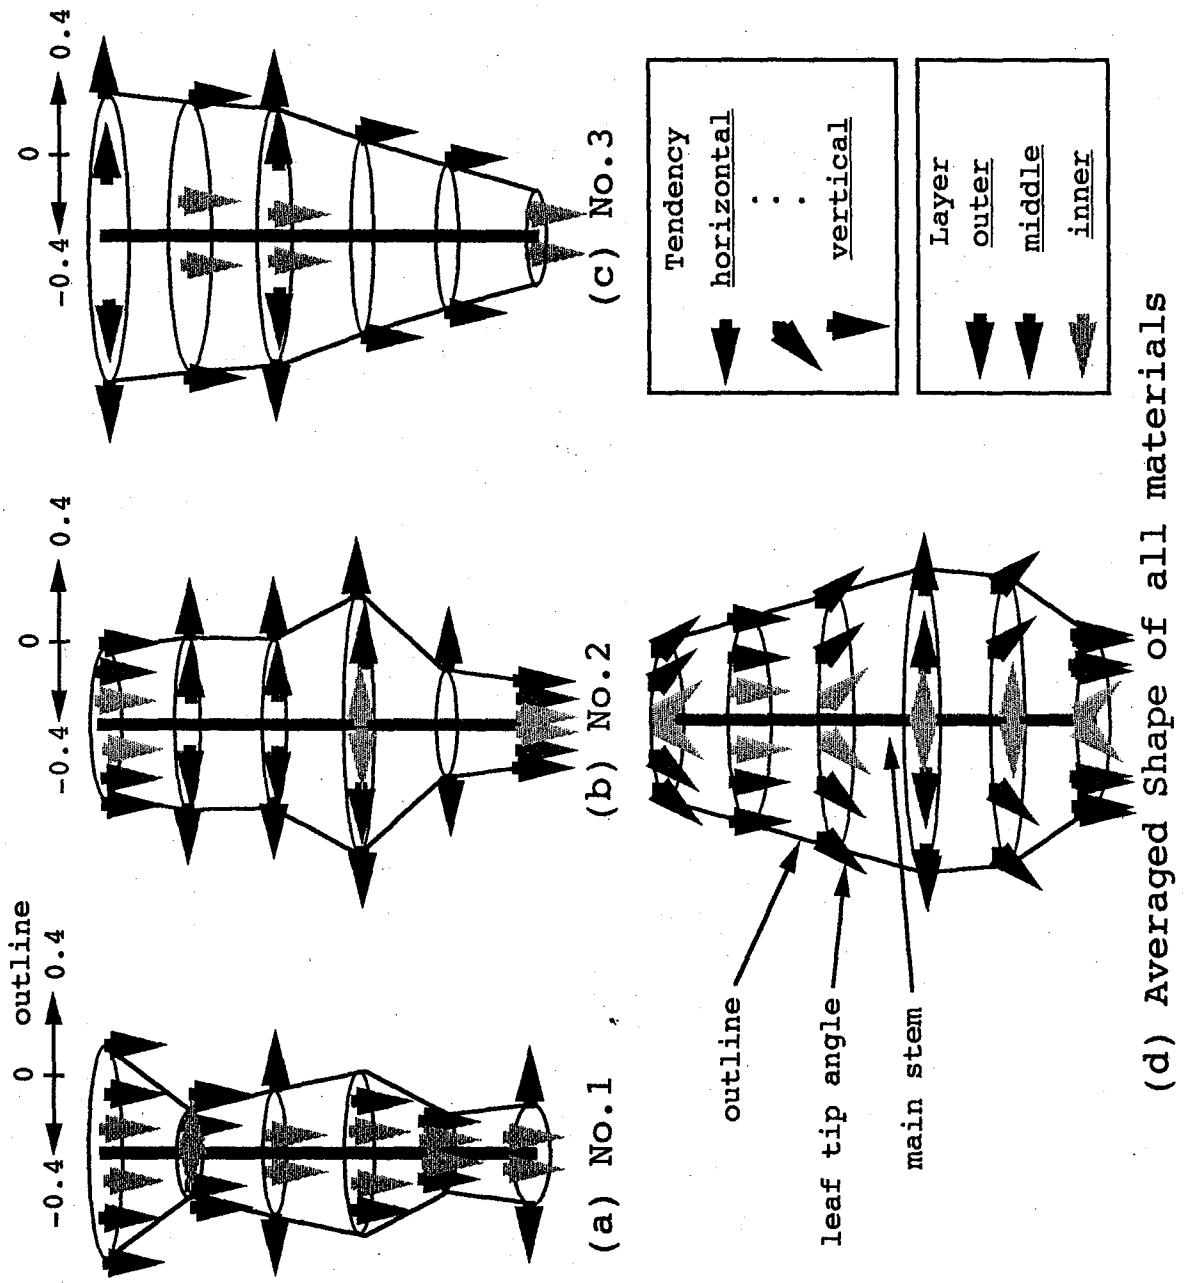 outline
-0.4 0 0.4
-0.4 0 0.4
-0.4 0 0.4
(a) No.1
(b) No.2
(c) No.3
outline
leaf tip angle
main stem
Tendency
horizontal
vertical
Layer
outer
middle
inner
(d) Averaged Shape of all materials